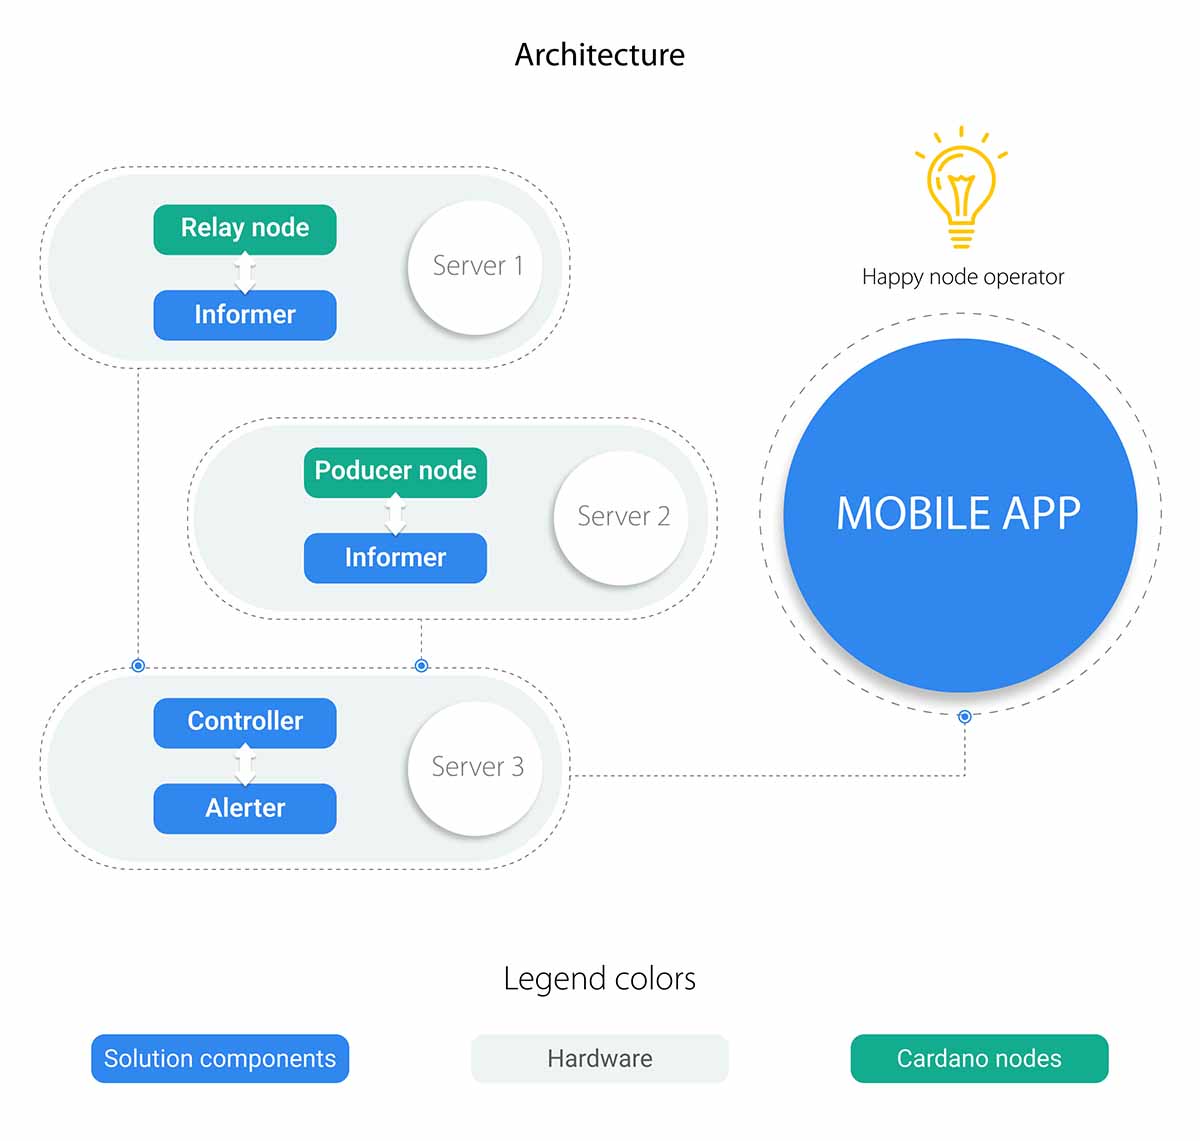 Architecture
Happy node operator
Relay node
Server 1
Informer
MOBILE APP
Poducer node
Server 2
Informer
Controller
Server 3
Alerter
Legend colors
Solution components
Hardware
Cardano nodes